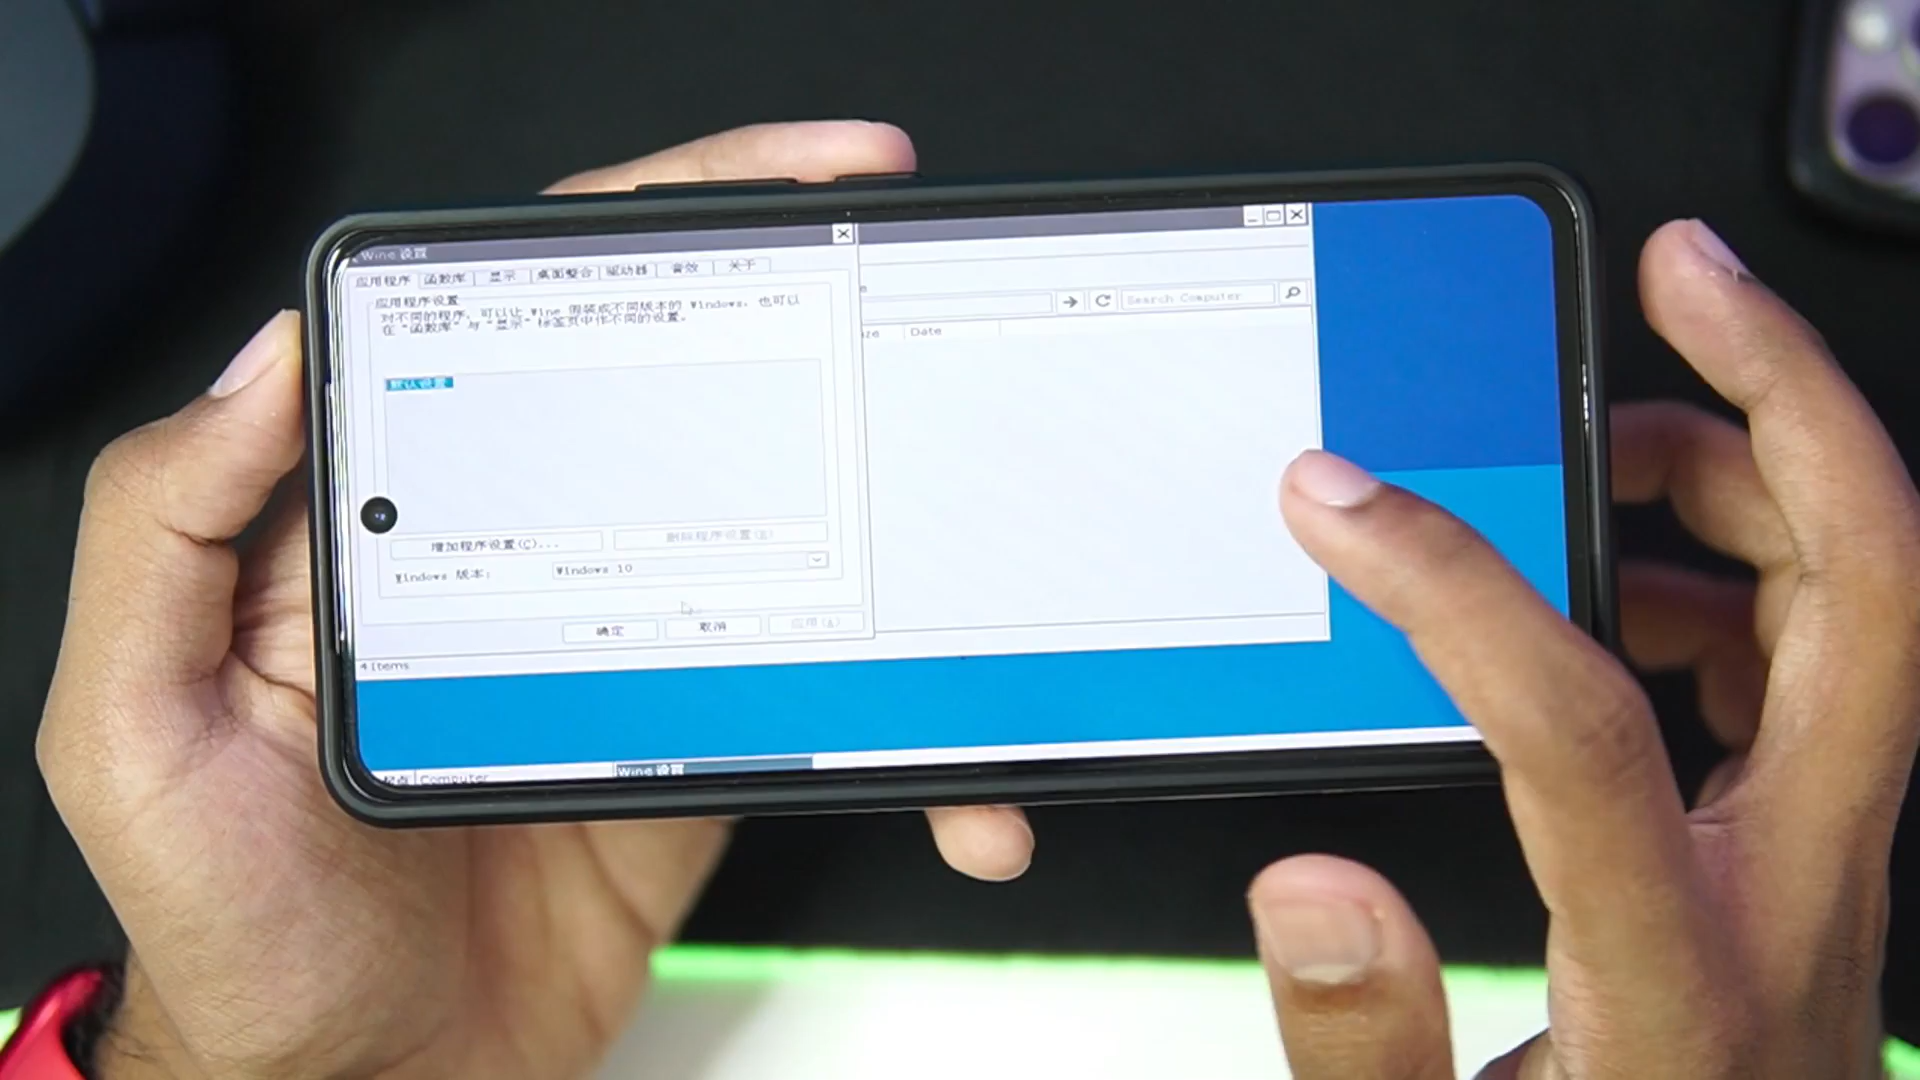 Wine 设置
应用程序 函数库 显示 桌面整合 驱动器 音效 关于
应用程序设置
对不同的程序，可以让 Wine 假装成不同版本的 Windows。也可以
在“函数库”与“显示”标签页中作不同的设置。
默认设置
增加程序设置(C)... 删除程序设置(R)
Windows 版本： Windows 10
确定 取消 应用(A)
Search Computer
Date
4 Items
Computer
Wine 设置